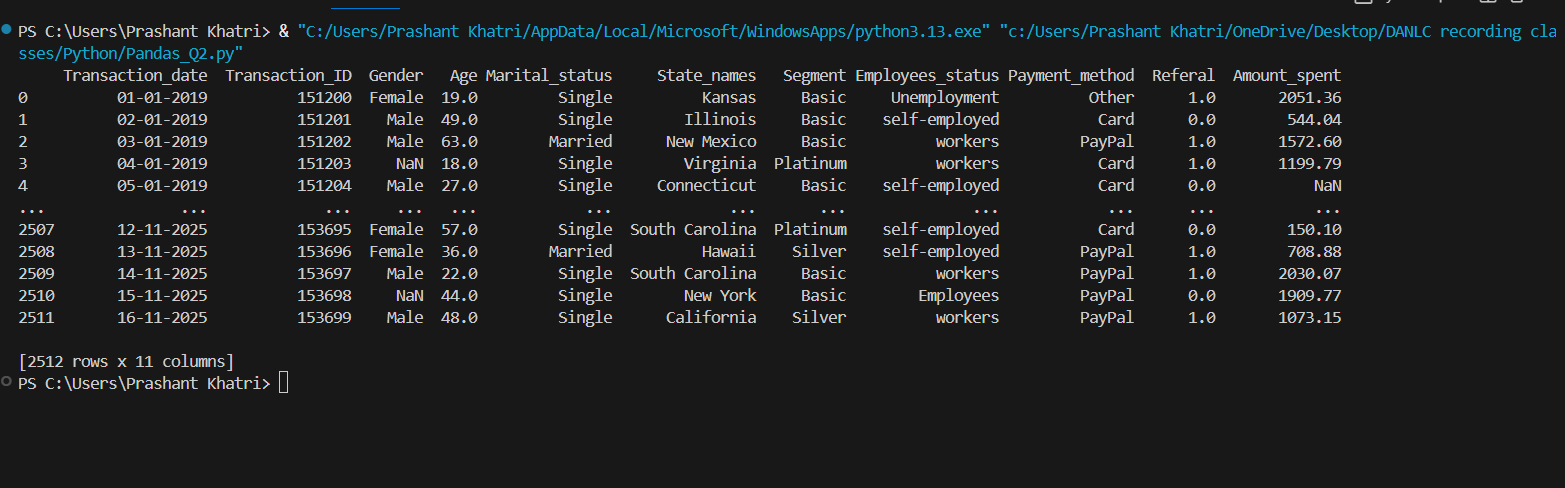 PS C:\Users\Prashant Khatri> & "C:/Users/Prashant Khatri/AppData/Local/Microsoft/WindowsApps/python3.13.exe" "c:/Users/Prashant Khatri/OneDrive/Desktop/DANLC recording cla
sses/Python/Pandas_Q2.py"
Transaction_date Transaction_ID Gender Age Marital_status State_names Segment Employees_status Payment_method Referal Amount_spent
0 01-01-2019 151200 Female 19.0 Single Kansas Basic Unemployment Other 1.0 2051.36
1 02-01-2019 151201 Male 49.0 Single Illinois Basic self-employed Card 0.0 544.04
2 03-01-2019 151202 Male 63.0 Married New Mexico Basic workers PayPal 1.0 1572.60
3 04-01-2019 151203 NaN 18.0 Single Virginia Platinum workers Card 1.0 1199.79
4 05-01-2019 151204 Male 27.0 Single Connecticut Basic self-employed Card 0.0 NaN
... ... ... ... ... ... ... ... ... ... ... ...
2507 12-11-2025 153695 Female 57.0 Single South Carolina Platinum self-employed Card 0.0 150.10
2508 13-11-2025 153696 Female 36.0 Married Hawaii Silver self-employed PayPal 1.0 708.88
2509 14-11-2025 153697 Male 22.0 Single South Carolina Basic workers PayPal 1.0 2030.07
2510 15-11-2025 153698 NaN 44.0 Single New York Basic Employees PayPal 0.0 1909.77
2511 16-11-2025 153699 Male 48.0 Single California Silver workers PayPal 1.0 1073.15
[2512 rows x 11 columns]
PS C:\Users\Prashant Khatri>